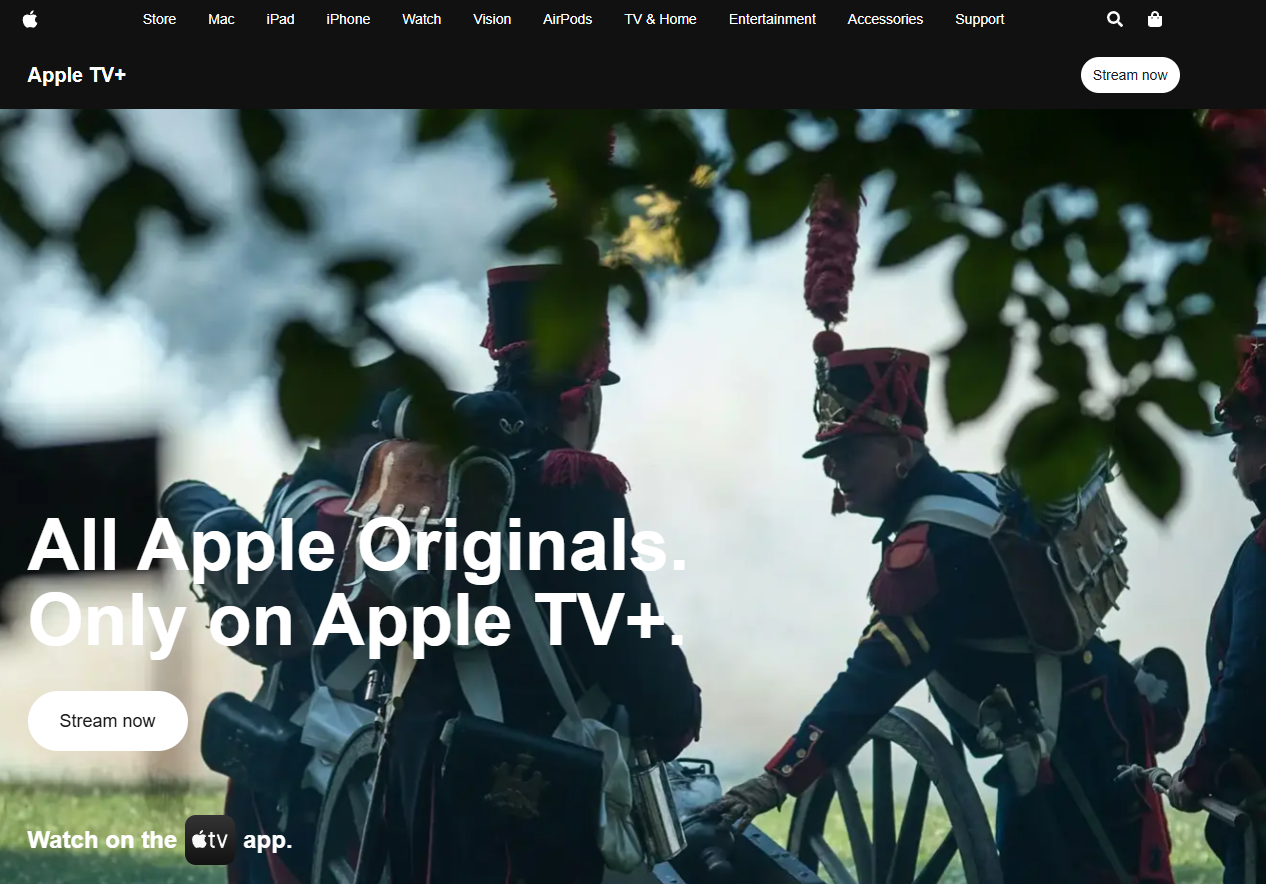 Store Mac iPad iPhone Watch Vision AirPods TV & Home Entertainment Accessories Support
Apple TV+ Stream now
All Apple Originals.
Only on Apple TV+.
Stream now
Watch on the tv app.